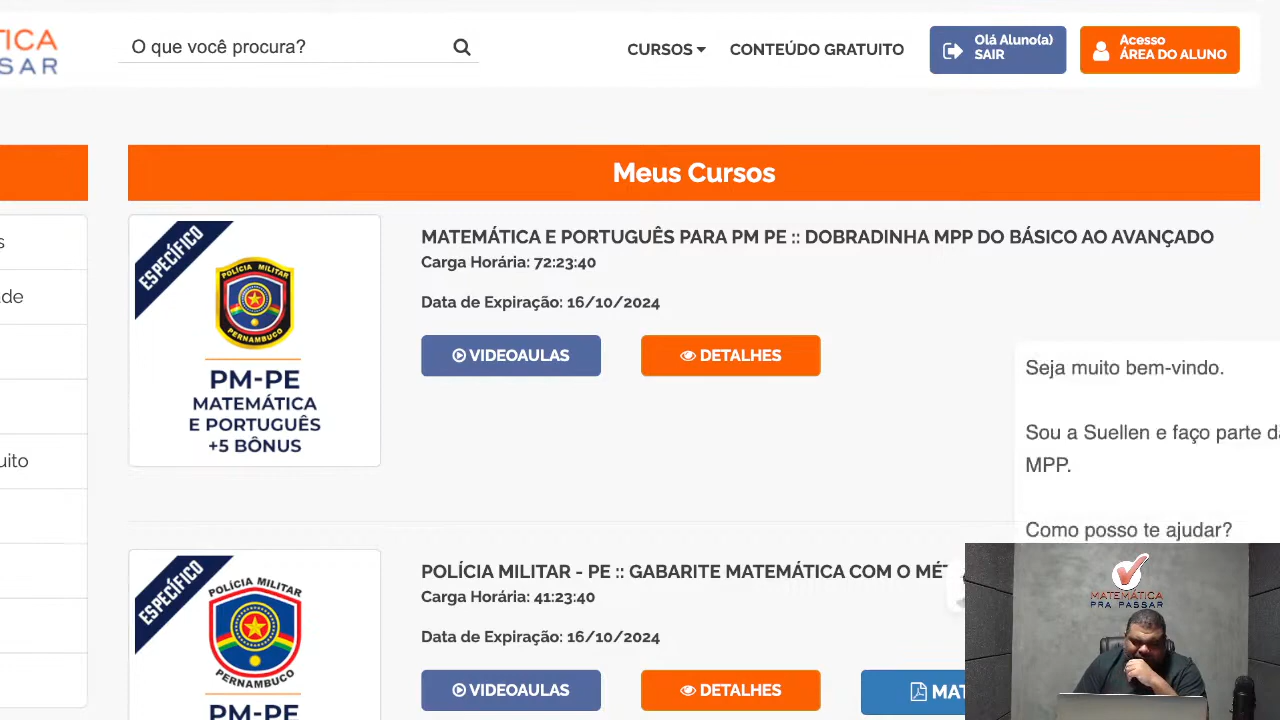 TICA
SSAR
O que você procura?
CURSOS
CONTEÚDO GRATUITO
Olá Aluno(a)
SAIR
Acesso
ÁREA DO ALUNO
Meus Cursos
s
de
uito
ESPECÍFICO
POLÍCIA MILITAR
PERNAMBUCO
PM-PE
MATEMÁTICA
E PORTUGUÊS
+5 BÔNUS
MATEMÁTICA E PORTUGUÊS PARA PM PE :: DOBRADINHA MPP DO BÁSICO AO AVANÇADO
Carga Horária: 72:23:40
Data de Expiração: 16/10/2024
VIDEOAULAS
DETALHES
Seja muito bem-vindo.
Sou a Suellen e faço parte da
MPP.
Como posso te ajudar?
ESPECÍFICO
POLÍCIA MILITAR
PERNAMBUCO
PM-PE
POLÍCIA MILITAR - PE :: GABARITE MATEMÁTICA COM O MÉT
Carga Horária: 41:23:40
Data de Expiração: 16/10/2024
VIDEOAULAS
DETALHES
MAT
MATEMÁTICA
PRA PASSAR